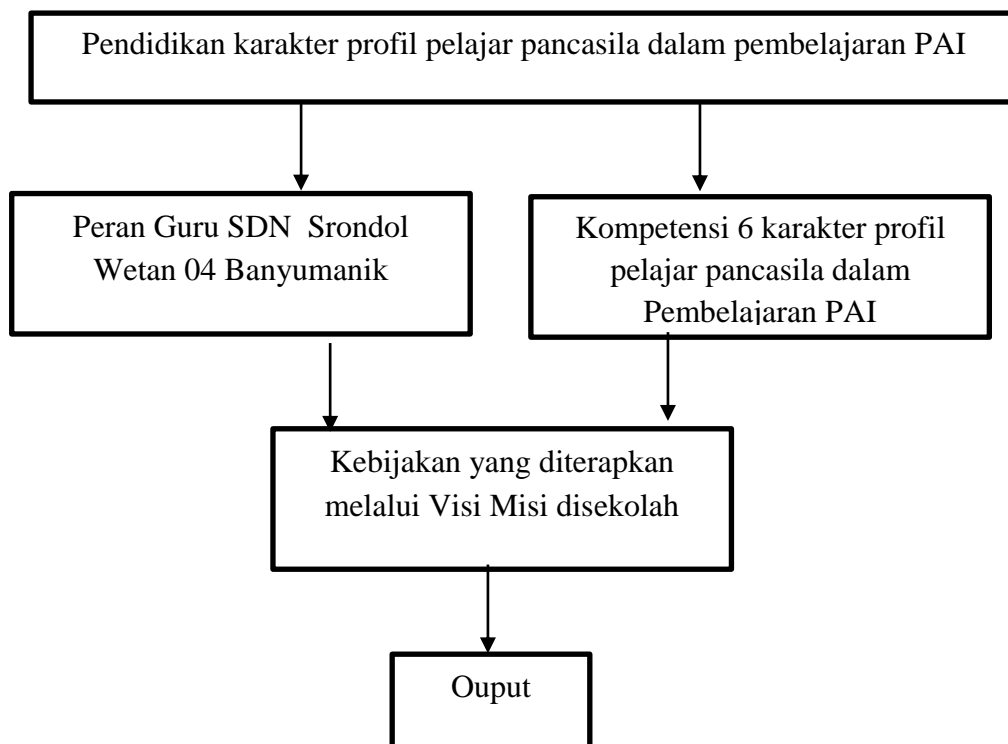 Pendidikan karakter profil pelajar pancasila dalam pembelajaran PAI
Peran Guru SDN Srondol
Wetan 04 Banyumanik
Kompetensi 6 karakter profil
pelajar pancasila dalam
Pembelajaran PAI
Kebijakan yang diterapkan
melalui Visi Misi disekolah
Ouput